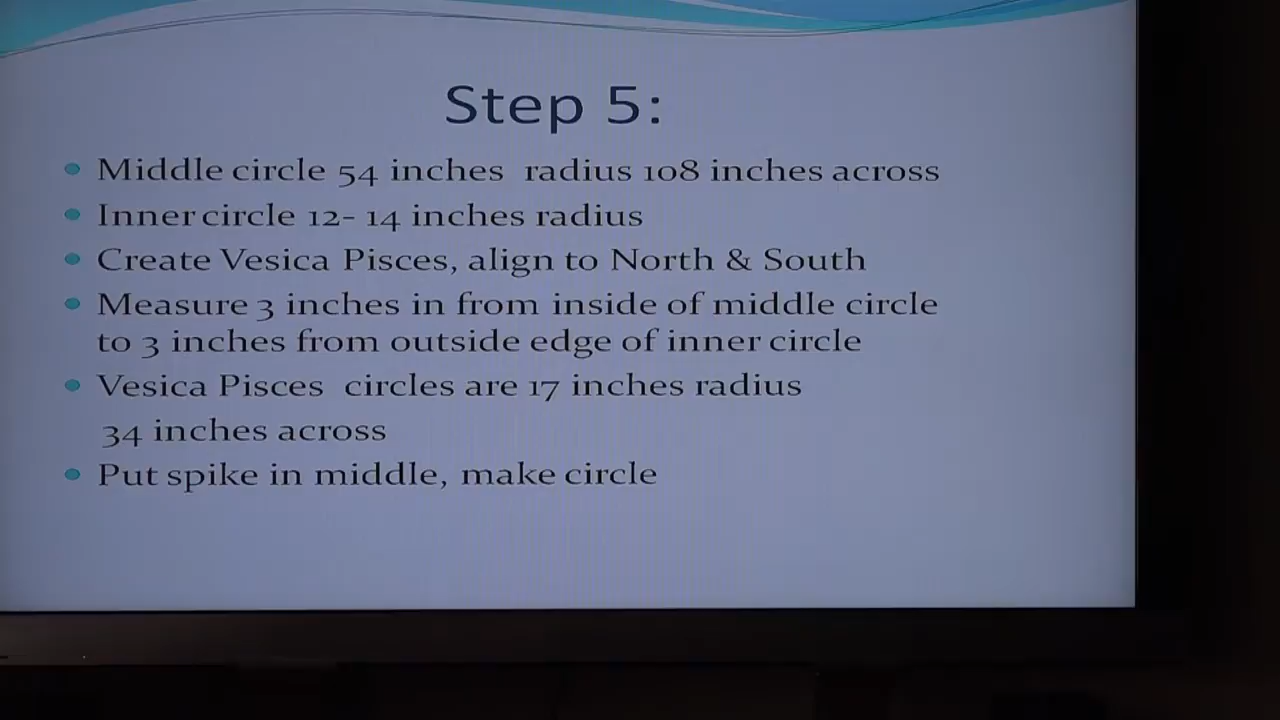 Step 5:
Middle circle 54 inches radius 108 inches across
Inner circle 12- 14 inches radius
Create Vesica Pisces, align to North & South
Measure 3 inches in from inside of middle circle
to 3 inches from outside edge of inner circle
Vesica Pisces circles are 17 inches radius
34 inches across
Put spike in middle, make circle